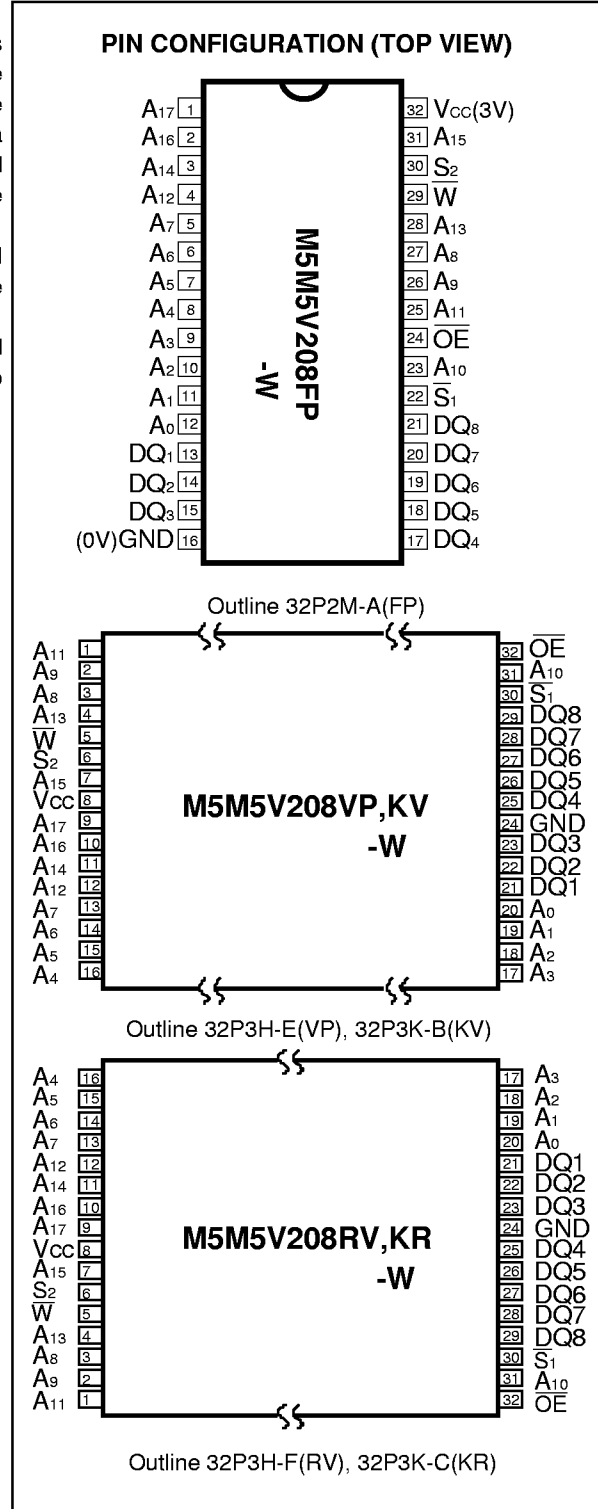 PIN CONFIGURATION (TOP VIEW)
A17 1 32 VCC(3V)
A16 2 31 A15
A14 3 30 S2
A12 4 29 W̅
A7 5 28 A13
A6 6 27 A8
A5 7 26 A9
A4 8 25 A11
A3 9 24 O̅E̅
A2 10 23 A10
A1 11 22 S̅1
A0 12 21 DQ8
DQ1 13 20 DQ7
DQ2 14 19 DQ6
DQ3 15 18 DQ5
(0V)GND 16 17 DQ4
M5M5V208FP
-W
Outline 32P2M-A(FP)
A11 1 32 O̅E̅
A9 2 31 A10
A8 3 30 S̅1
A13 4 29 DQ8
W̅ 5 28 DQ7
S2 6 27 DQ6
A15 7 26 DQ5
VCC 8 25 DQ4
A17 9 24 GND
A16 10 23 DQ3
A14 11 22 DQ2
A12 12 21 DQ1
A7 13 20 A0
A6 14 19 A1
A5 15 18 A2
A4 16 17 A3
M5M5V208VP,KV
-W
Outline 32P3H-E(VP), 32P3K-B(KV)
A4 16 17 A3
A5 15 18 A2
A6 14 19 A1
A7 13 20 A0
A12 12 21 DQ1
A14 11 22 DQ2
A16 10 23 DQ3
A17 9 24 GND
VCC 8 25 DQ4
A15 7 26 DQ5
S2 6 27 DQ6
W̅ 5 28 DQ7
A13 4 29 DQ8
A8 3 30 S̅1
A9 2 31 A10
A11 1 32 O̅E̅
M5M5V208RV,KR
-W
Outline 32P3H-F(RV), 32P3K-C(KR)